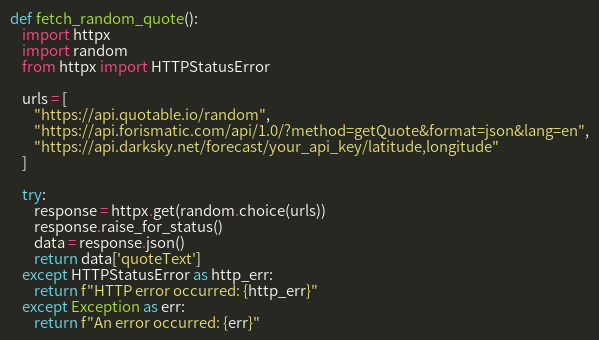 def fetch_random_quote():
    import httpx
    import random
    from httpx import HTTPStatusError

    urls = [
        "https://api.quotable.io/random",
        "https://api.forismatic.com/api/1.0/?method=getQuote&format=json&lang=en",
        "https://api.darksky.net/forecast/your_api_key/latitude,longitude"
    ]

    try:
        response = httpx.get(random.choice(urls))
        response.raise_for_status()
        data = response.json()
        return data['quoteText']
    except HTTPStatusError as http_err:
        return f"HTTP error occurred: {http_err}"
    except Exception as err:
        return f"An error occurred: {err}"